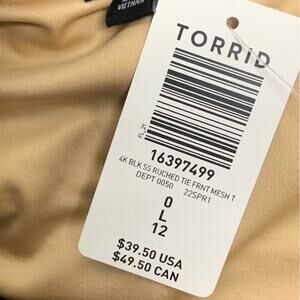 VIETNAM
TORRID
FL_21
16397499
4K BLK SS RUCHED TIE FRNT MESH T
DEPT 0050 22SPR1
0
L
12
$39.50 USA
$49.50 CAN